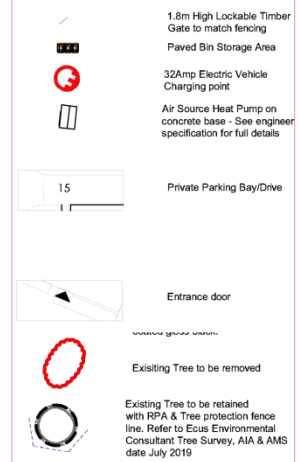 1.8m High Lockable Timber
Gate to match fencing
Paved Bin Storage Area
32Amp Electric Vehicle
Charging point
Air Source Heat Pump on
concrete base - See engineer
specification for full details
15
Private Parking Bay/Drive
Entrance door
coated gloss black.
Exisiting Tree to be removed
Existing Tree to be retained
with RPA & Tree protection fence
line. Refer to Ecus Environmental
Consultant Tree Survey, AIA & AMS
date July 2019